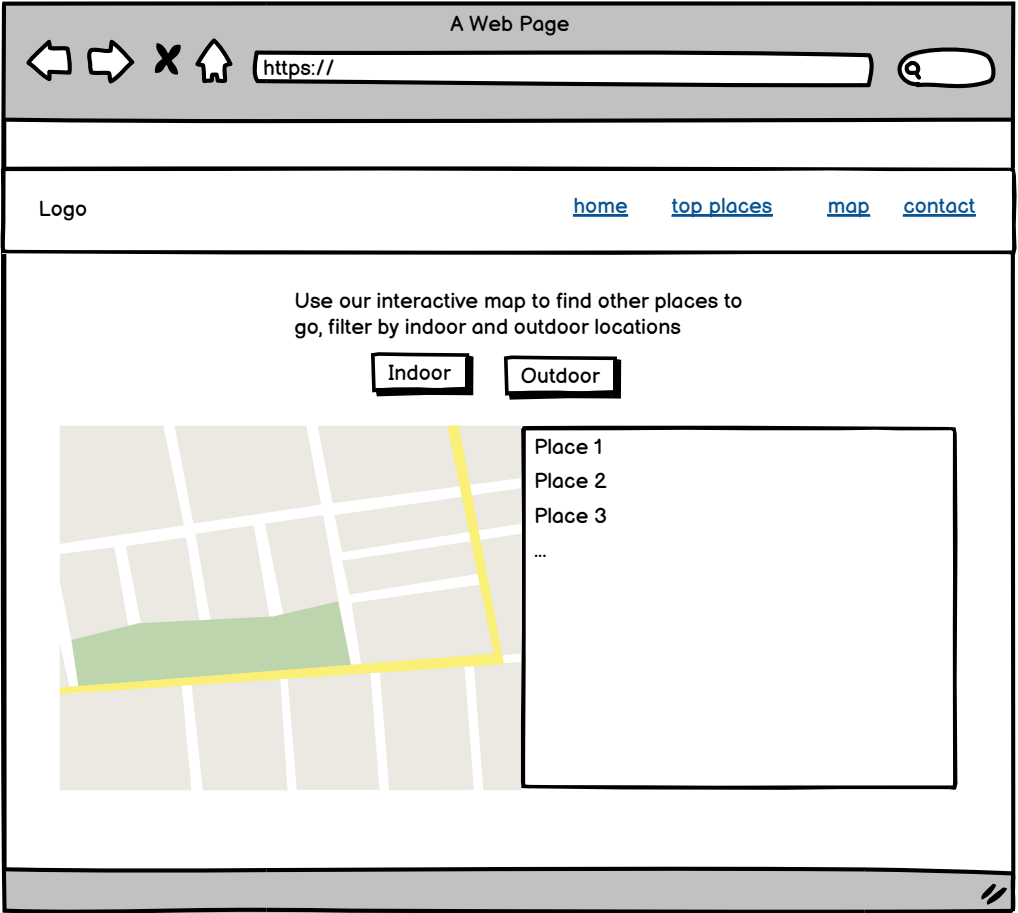 A Web Page
https://
Logo
home
top places
map
contact
Use our interactive map to find other places to
go, filter by indoor and outdoor locations
Indoor
Outdoor
Place 1
Place 2
Place 3
...